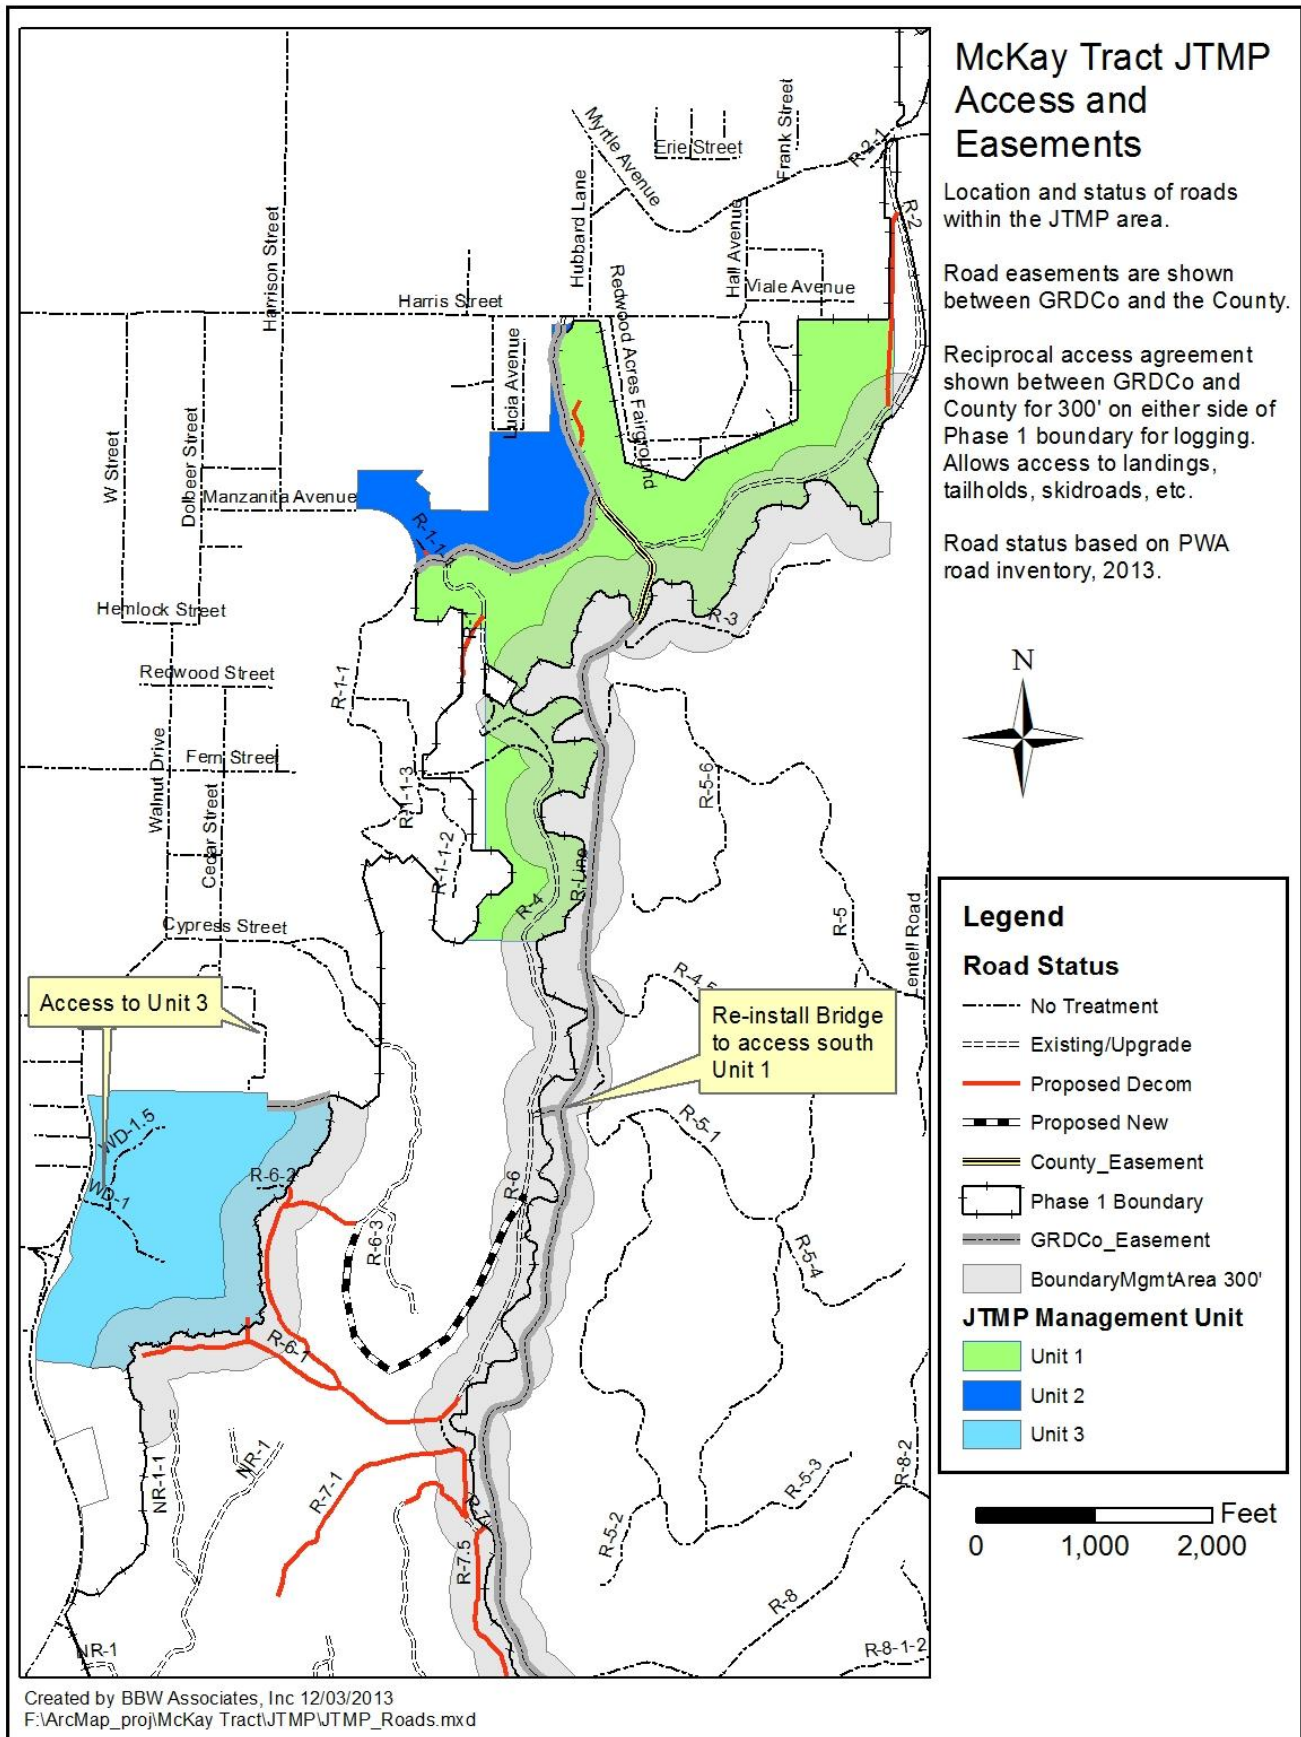 McKay Tract JTMP
Access and
Easements
Location and status of roads
within the JTMP area.
Road easements are shown
between GRDCo and the County.
Reciprocal access agreement
shown between GRDCo and
County for 300' on either side of
Phase 1 boundary for logging.
Allows access to landings,
tailholds, skidroads, etc.
Road status based on PWA
road inventory, 2013.
N
Myrtle Avenue
Erie Street
Frank Street
R-2-1
R-2
Harrison Street
Hubbard Lane
Hall Avenue
Viale Avenue
Harris Street
Redwood Acres Fairground
Lucia Avenue
W Street
Dolbeer Street
Manzanita Avenue
R-1-1
Hemlock Street
R-3
Redwood Street
R-1-1
Walnut Drive
Fern Street
R-1-1-3
R-5-6
Cedar Street
R-1-1-2
R-Line
R-4
R-5
Lentell Road
Cypress Street
Access to Unit 3
Re-install Bridge
to access south
Unit 1
WD-1.5
WD-1
R-5-1
R-6-2
R-6
R-6-3
R-5-4
R-6-1
NR-1-1
NR-1
R-7-1
R-7
R-7.5
R-5-3
R-5-2
R-8-2
R-8
R-8-1-2
NR-1
Legend
Road Status
No Treatment
Existing/Upgrade
Proposed Decom
Proposed New
County_Easement
Phase 1 Boundary
GRDCo_Easement
BoundaryMgmtArea 300'
JTMP Management Unit
Unit 1
Unit 2
Unit 3
Feet
0 1,000 2,000
Created by BBW Associates, Inc 12/03/2013
F:\ArcMap_proj\McKay Tract\JTMP\JTMP_Roads.mxd